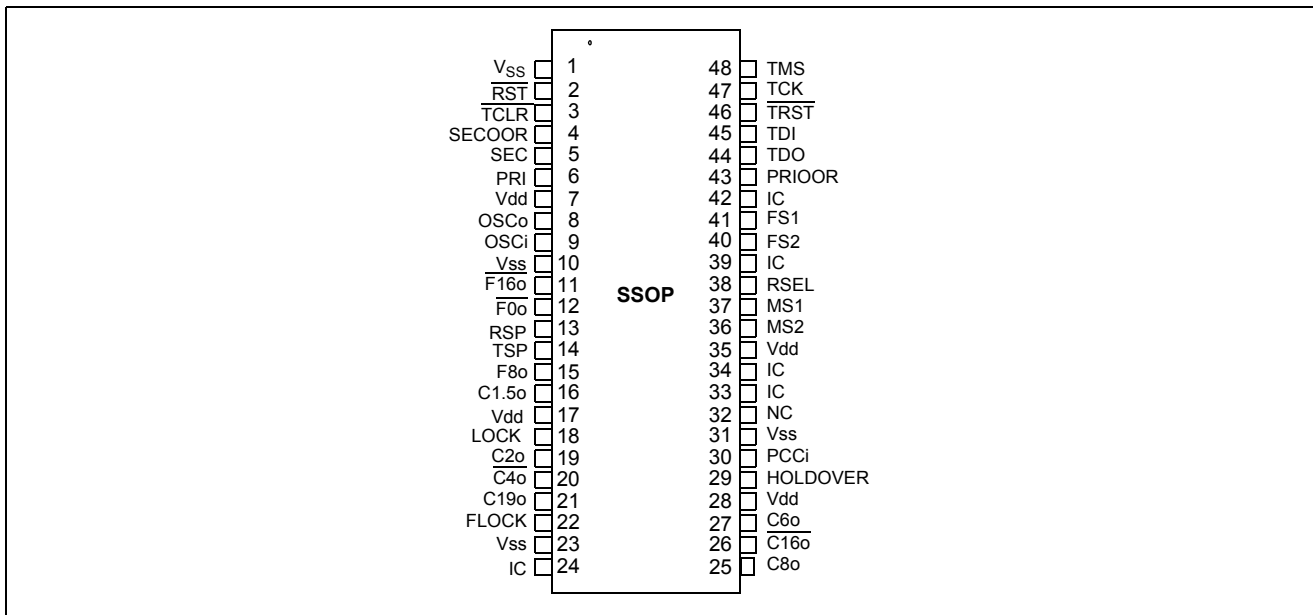 VSS 1 48 TMS
RST 2 47 TCK
TCLR 3 46 TRST
SECOOR 4 45 TDI
SEC 5 44 TDO
PRI 6 43 PRIOOR
Vdd 7 42 IC
OSCo 8 41 FS1
OSCi 9 40 FS2
Vss 10 39 IC
F16o 11 38 RSEL
SSOP
F0o 12 37 MS1
RSP 13 36 MS2
TSP 14 35 Vdd
F8o 15 34 IC
C1.5o 16 33 IC
Vdd 17 32 NC
LOCK 18 31 Vss
C2o 19 30 PCCi
C4o 20 29 HOLDOVER
C19o 21 28 Vdd
FLOCK 22 27 C6o
Vss 23 26 C16o
IC 24 25 C8o